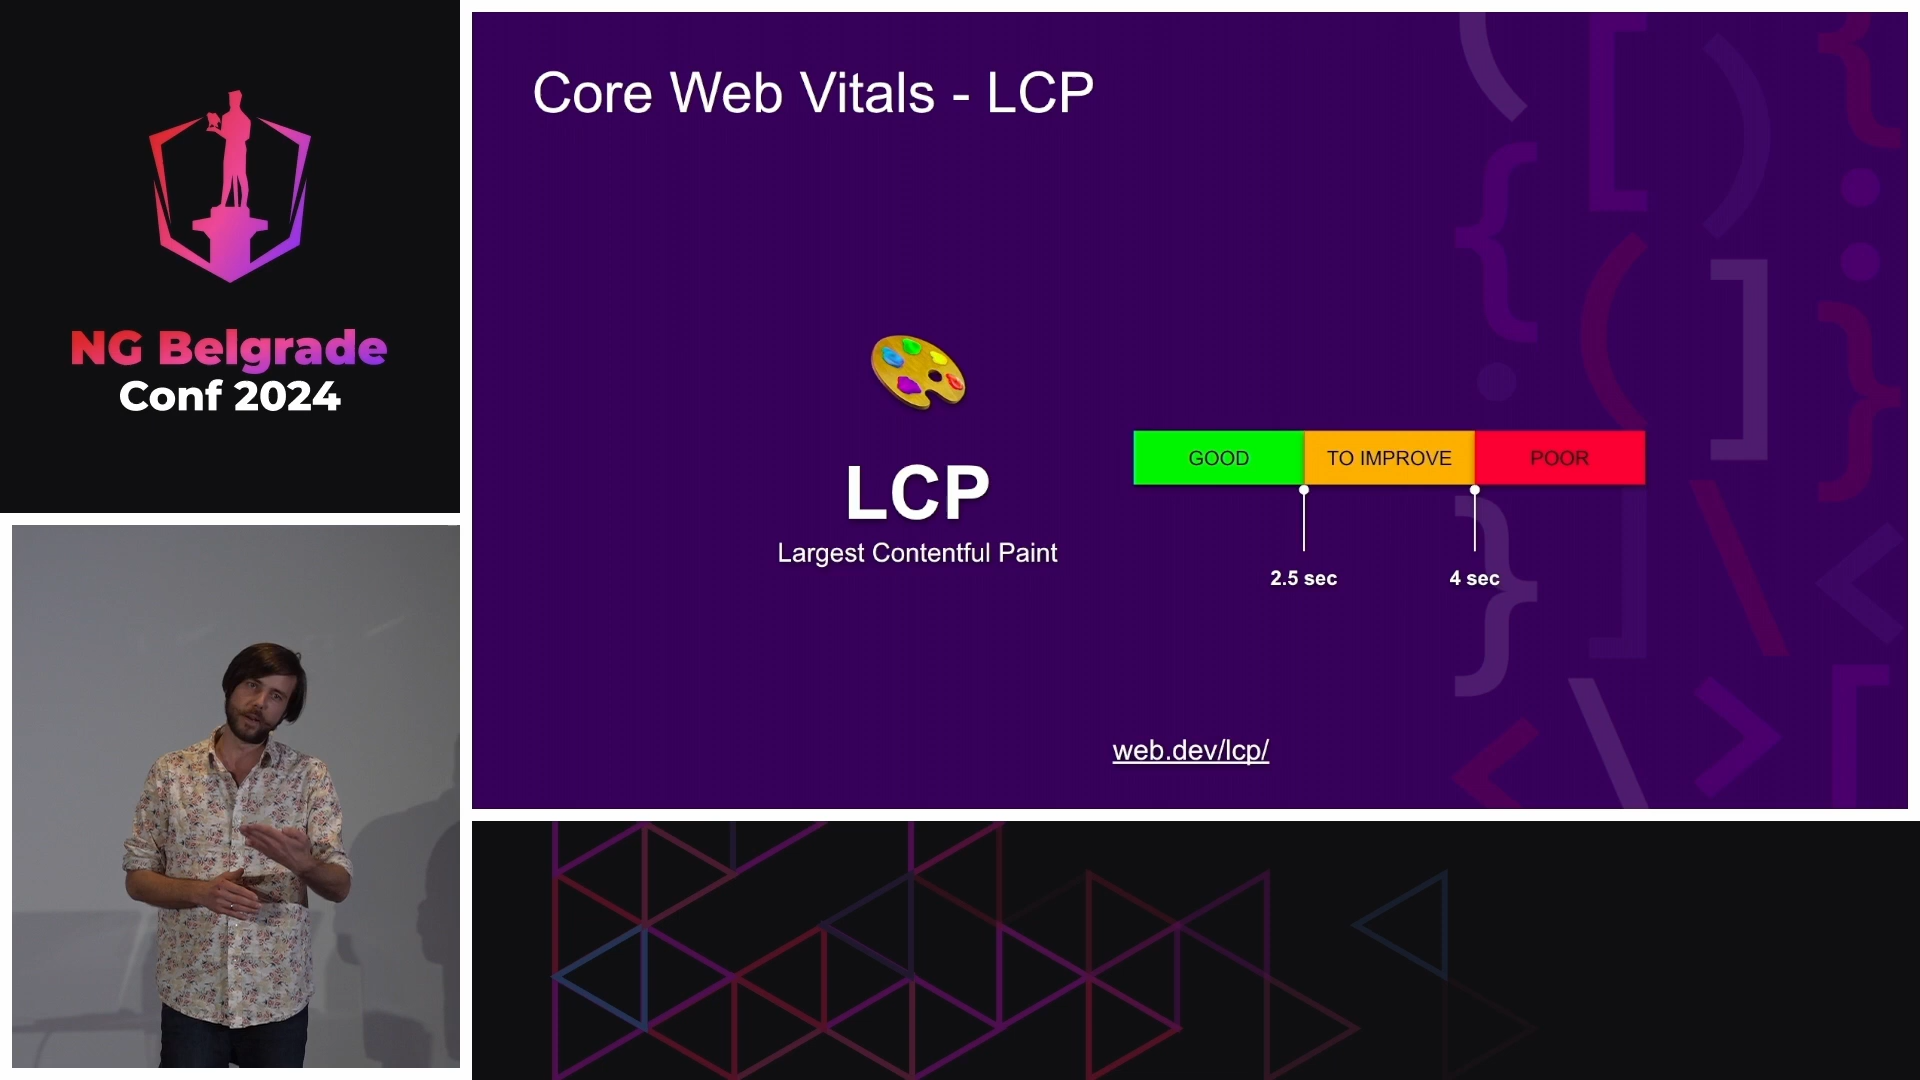 NG Belgrade
Conf 2024
Core Web Vitals - LCP
LCP
Largest Contentful Paint
GOOD
TO IMPROVE
POOR
2.5 sec
4 sec
web.dev/lcp/